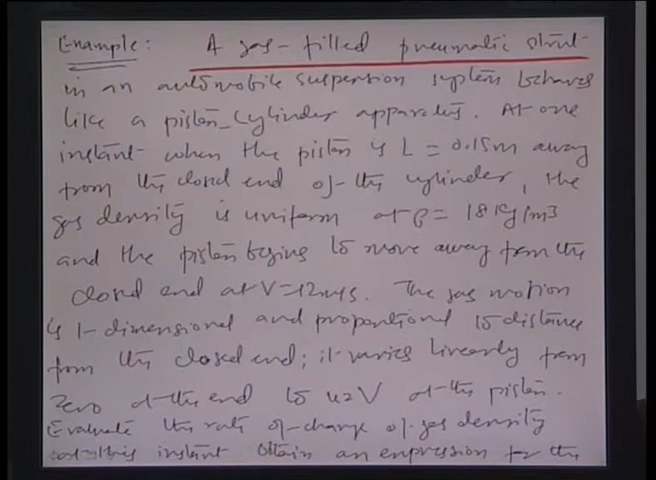 Example: A gas-filled pneumatic strut
in an automobile suspension system behaves
like a piston-cylinder apparatus. At one
instant when the piston is L = 0.15m away
from the closed end of the cylinder, the
gas density is uniform at ρ = 18 kg/m3
and the piston begins to move away from the
closed end at V=12m/s. The gas motion
is 1-dimensional and proportional to distance
from the closed end; it varies linearly from
zero at the end to u=V at the piston.
Evaluate the rate of change of gas density
at this instant Obtain an expression for the